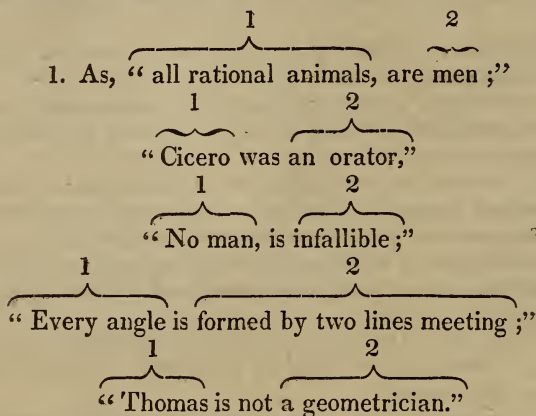 1 2
1. As, “ all rational animals, are men ;”
1 2
“ Cicero was an orator,”
1 2
“ No man, is infallible ;”
1 2
“ Every angle is formed by two lines meeting ;”
1 2
“ Thomas is not a geometrician.”